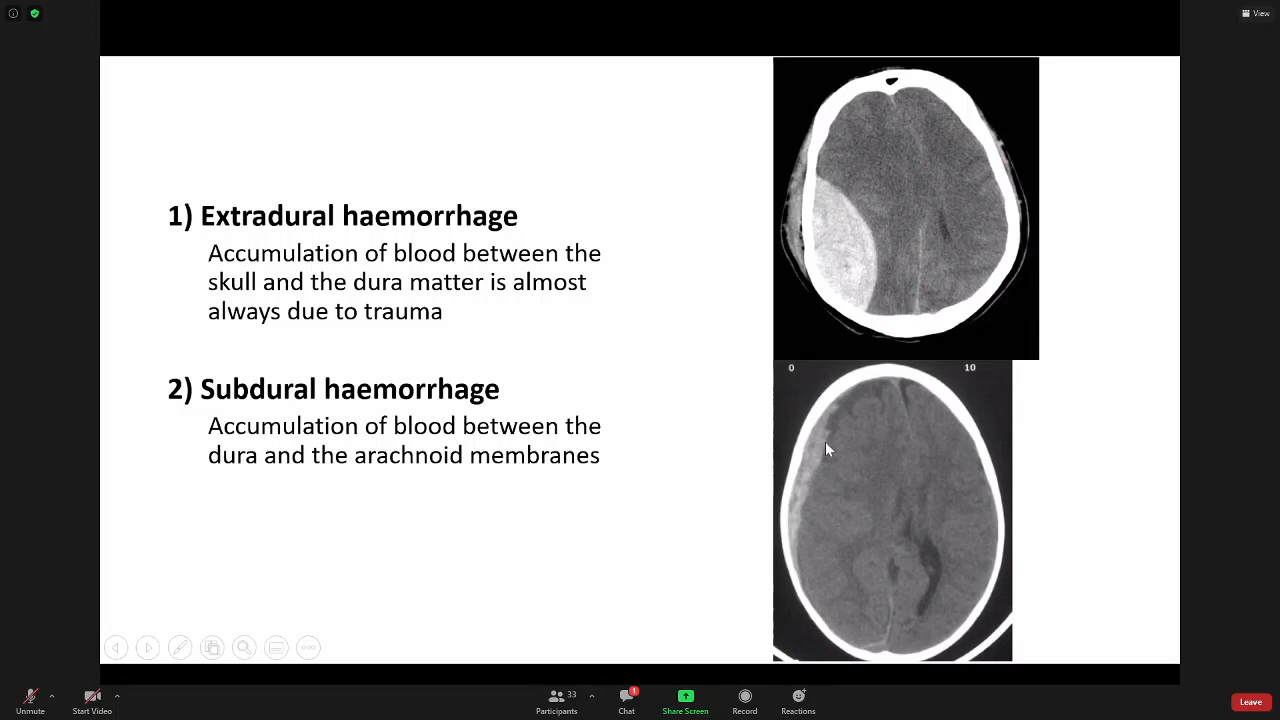 View
1) Extradural haemorrhage
Accumulation of blood between the
skull and the dura matter is almost
always due to trauma
2) Subdural haemorrhage
Accumulation of blood between the
dura and the arachnoid membranes
0 10
Unmute
Start Video
Participants 33
Chat 1
Share Screen
Record
Reactions
Leave